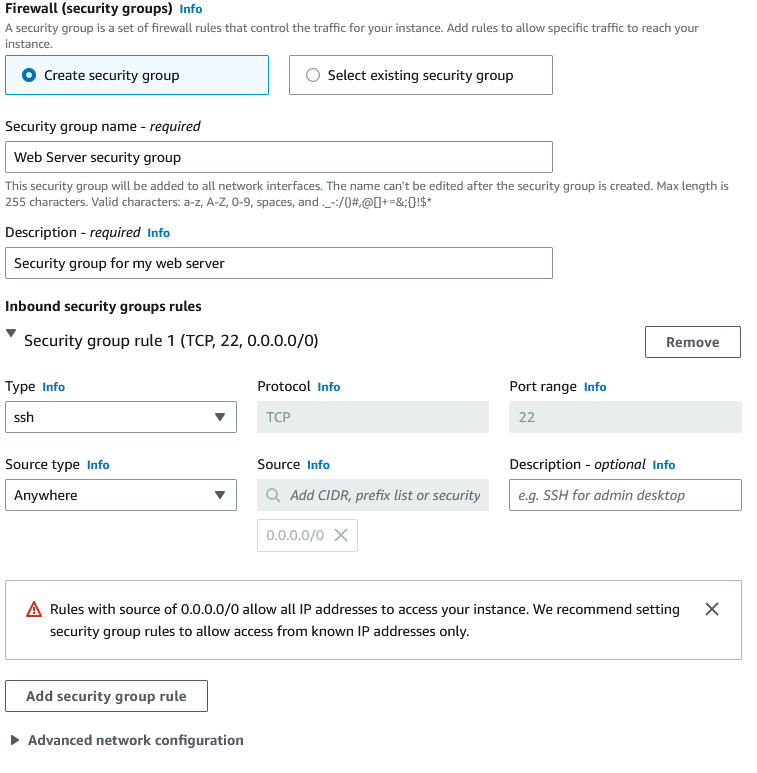 Firewall (security groups) Info
A security group is a set of firewall rules that control the traffic for your instance. Add rules to allow specific traffic to reach your
instance.
Create security group
Select existing security group
Security group name - required
Web Server security group
This security group will be added to all network interfaces. The name can't be edited after the security group is created. Max length is
255 characters. Valid characters: a-z, A-Z, 0-9, spaces, and ._-:/()#,@[]+=&;{}!$*
Description - required Info
Security group for my web server
Inbound security groups rules
Security group rule 1 (TCP, 22, 0.0.0.0/0)
Remove
Type Info
Protocol Info
Port range Info
ssh
TCP
22
Source type Info
Source Info
Description - optional Info
Anywhere
Add CIDR, prefix list or security
e.g. SSH for admin desktop
0.0.0.0/0
Rules with source of 0.0.0.0/0 allow all IP addresses to access your instance. We recommend setting
security group rules to allow access from known IP addresses only.
Add security group rule
Advanced network configuration